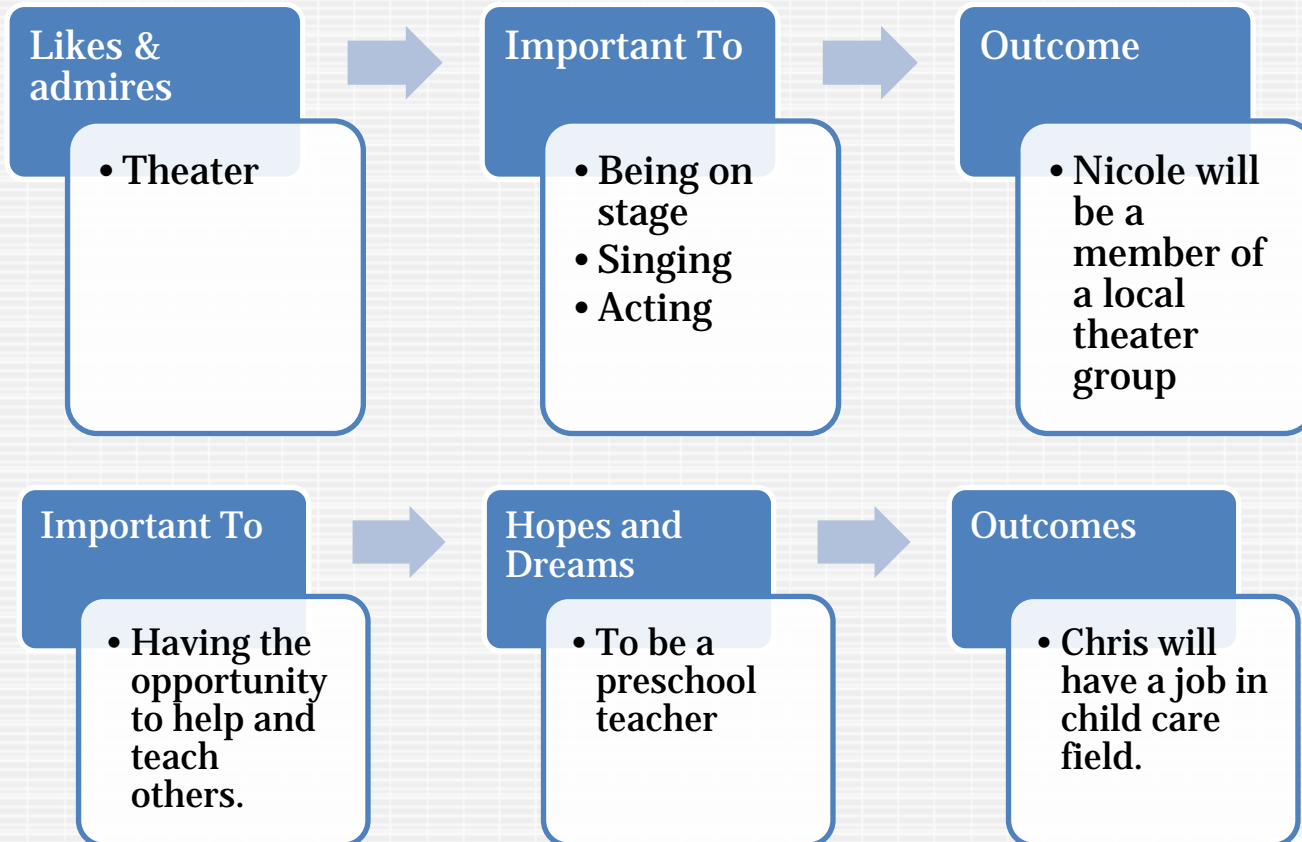 Likes &
admires
• Theater
Important To
• Being on
stage
• Singing
• Acting
Outcome
• Nicole will
be a
member of
a local
theater
group
Important To
• Having the
opportunity
to help and
teach
others.
Hopes and
Dreams
• To be a
preschool
teacher
Outcomes
• Chris will
have a job in
child care
field.